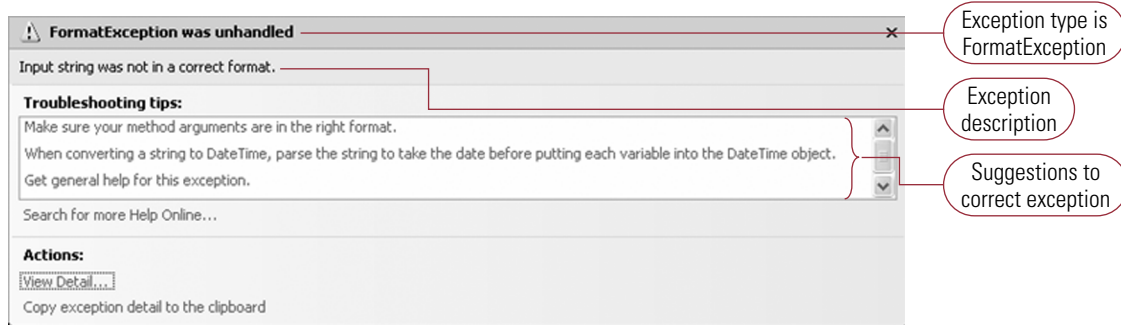 FormatException was unhandled
Input string was not in a correct format.
Troubleshooting tips:
Make sure your method arguments are in the right format.
When converting a string to DateTime, parse the string to take the date before putting each variable into the DateTime object.
Get general help for this exception.
Search for more Help Online...
Actions:
View Detail...
Copy exception detail to the clipboard
Exception type is
FormatException
Exception
description
Suggestions to
correct exception